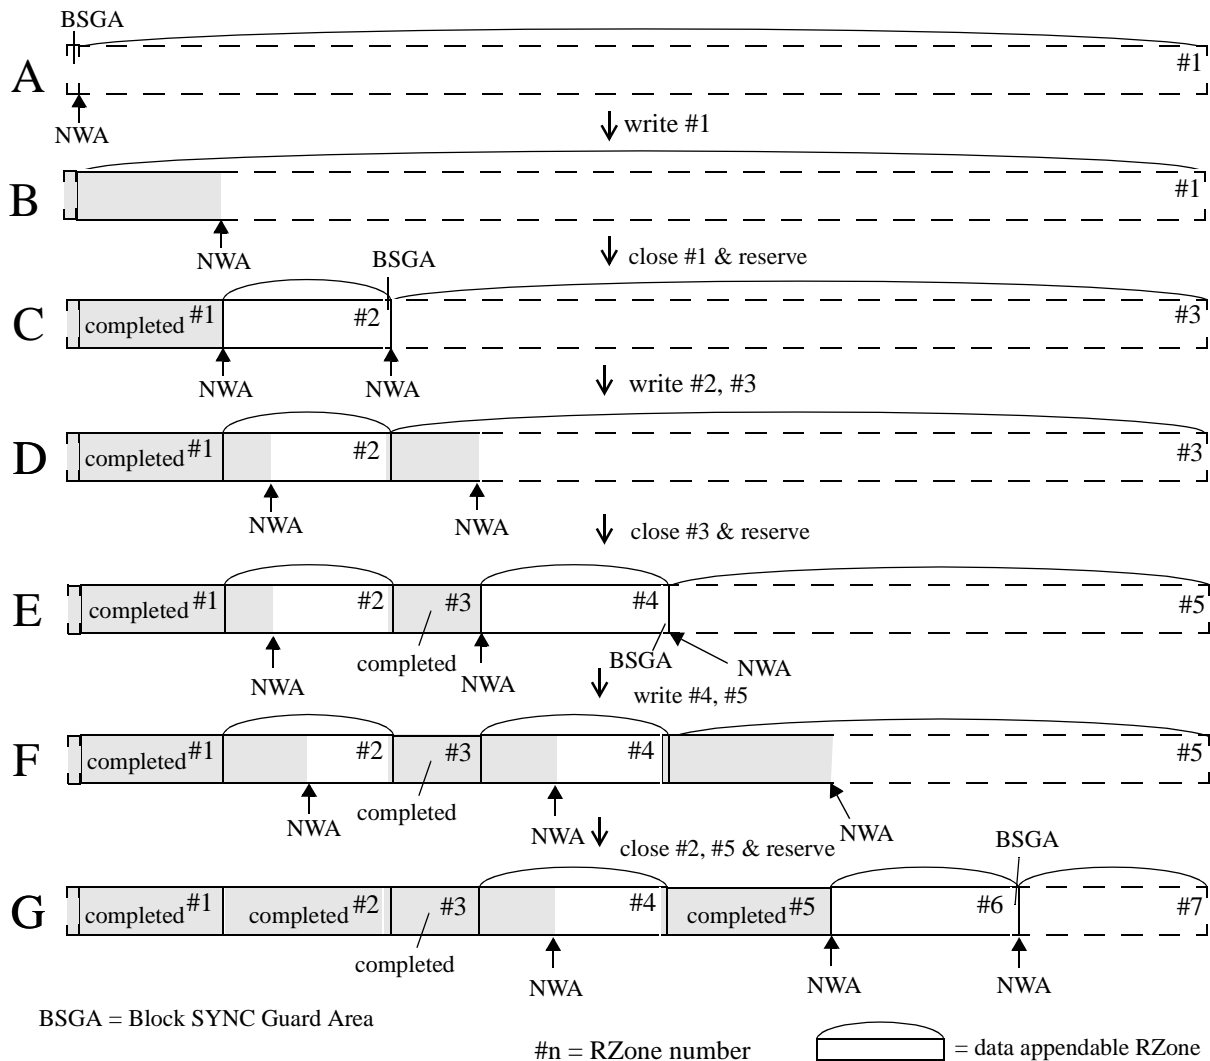 BSGA
A
#1
NWA
write #1
B
#1
NWA
close #1 & reserve
BSGA
C
completed #1
#2
#3
NWA
NWA
write #2, #3
D
completed #1
#2
#3
NWA
NWA
close #3 & reserve
E
completed #1
#2
#3
#4
#5
completed
BSGA
NWA
NWA
NWA
write #4, #5
F
completed #1
#2
#3
#4
#5
completed
NWA
NWA
NWA
close #2, #5 & reserve
BSGA
G
completed #1
completed #2
#3
#4
completed #5
#6
#7
completed
NWA
NWA
NWA
BSGA = Block SYNC Guard Area
#n = RZone number
= data appendable RZone